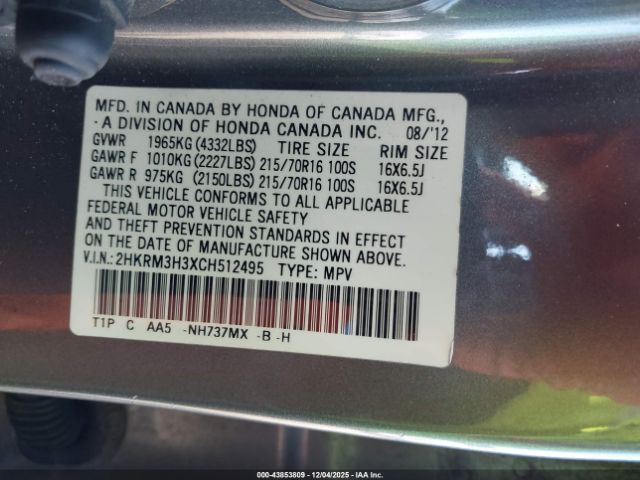 MFD. IN CANADA BY HONDA OF CANADA MFG.,
A DIVISION OF HONDA CANADA INC. 08/'12
GVWR 1965KG (4332LBS) TIRE SIZE RIM SIZE
GAWR F 1010KG (2227LBS) 215/70R16 100S 16X6.5J
GAWR R 975KG (2150LBS) 215/70R16 100S 16X6.5J
THIS VEHICLE CONFORMS TO ALL APPLICABLE
FEDERAL MOTOR VEHICLE SAFETY
AND THEFT PREVENTION STANDARDS IN EFFECT
ON THE DATE OF MANUFACTURE SHOWN ABOVE.
V.I.N.: 2HKRM3H3XCH512495 TYPE: MPV
T1P C AA5 -NH737MX -B -H
00-43853809 | 12/04/2025 | IAA Inc.